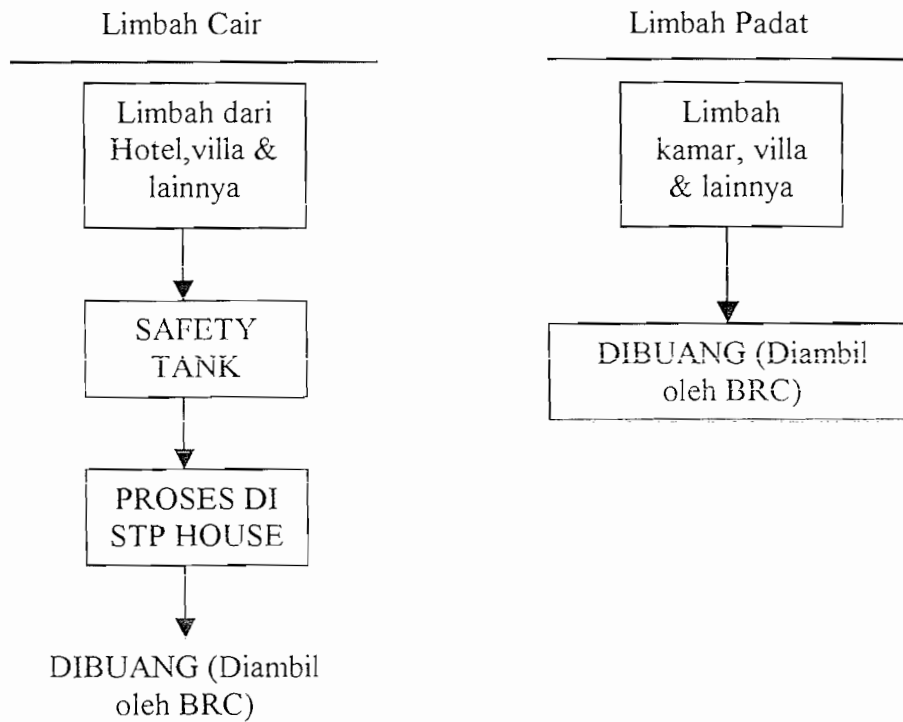 Limbah Cair
Limbah dari
Hotel,villa &
lainnya
SAFETY
TANK
PROSES DI
STP HOUSE
DIBUANG (Diambil
oleh BRC)
Limbah Padat
Limbah
kamar, villa
& lainnya
DIBUANG (Diambil
oleh BRC)